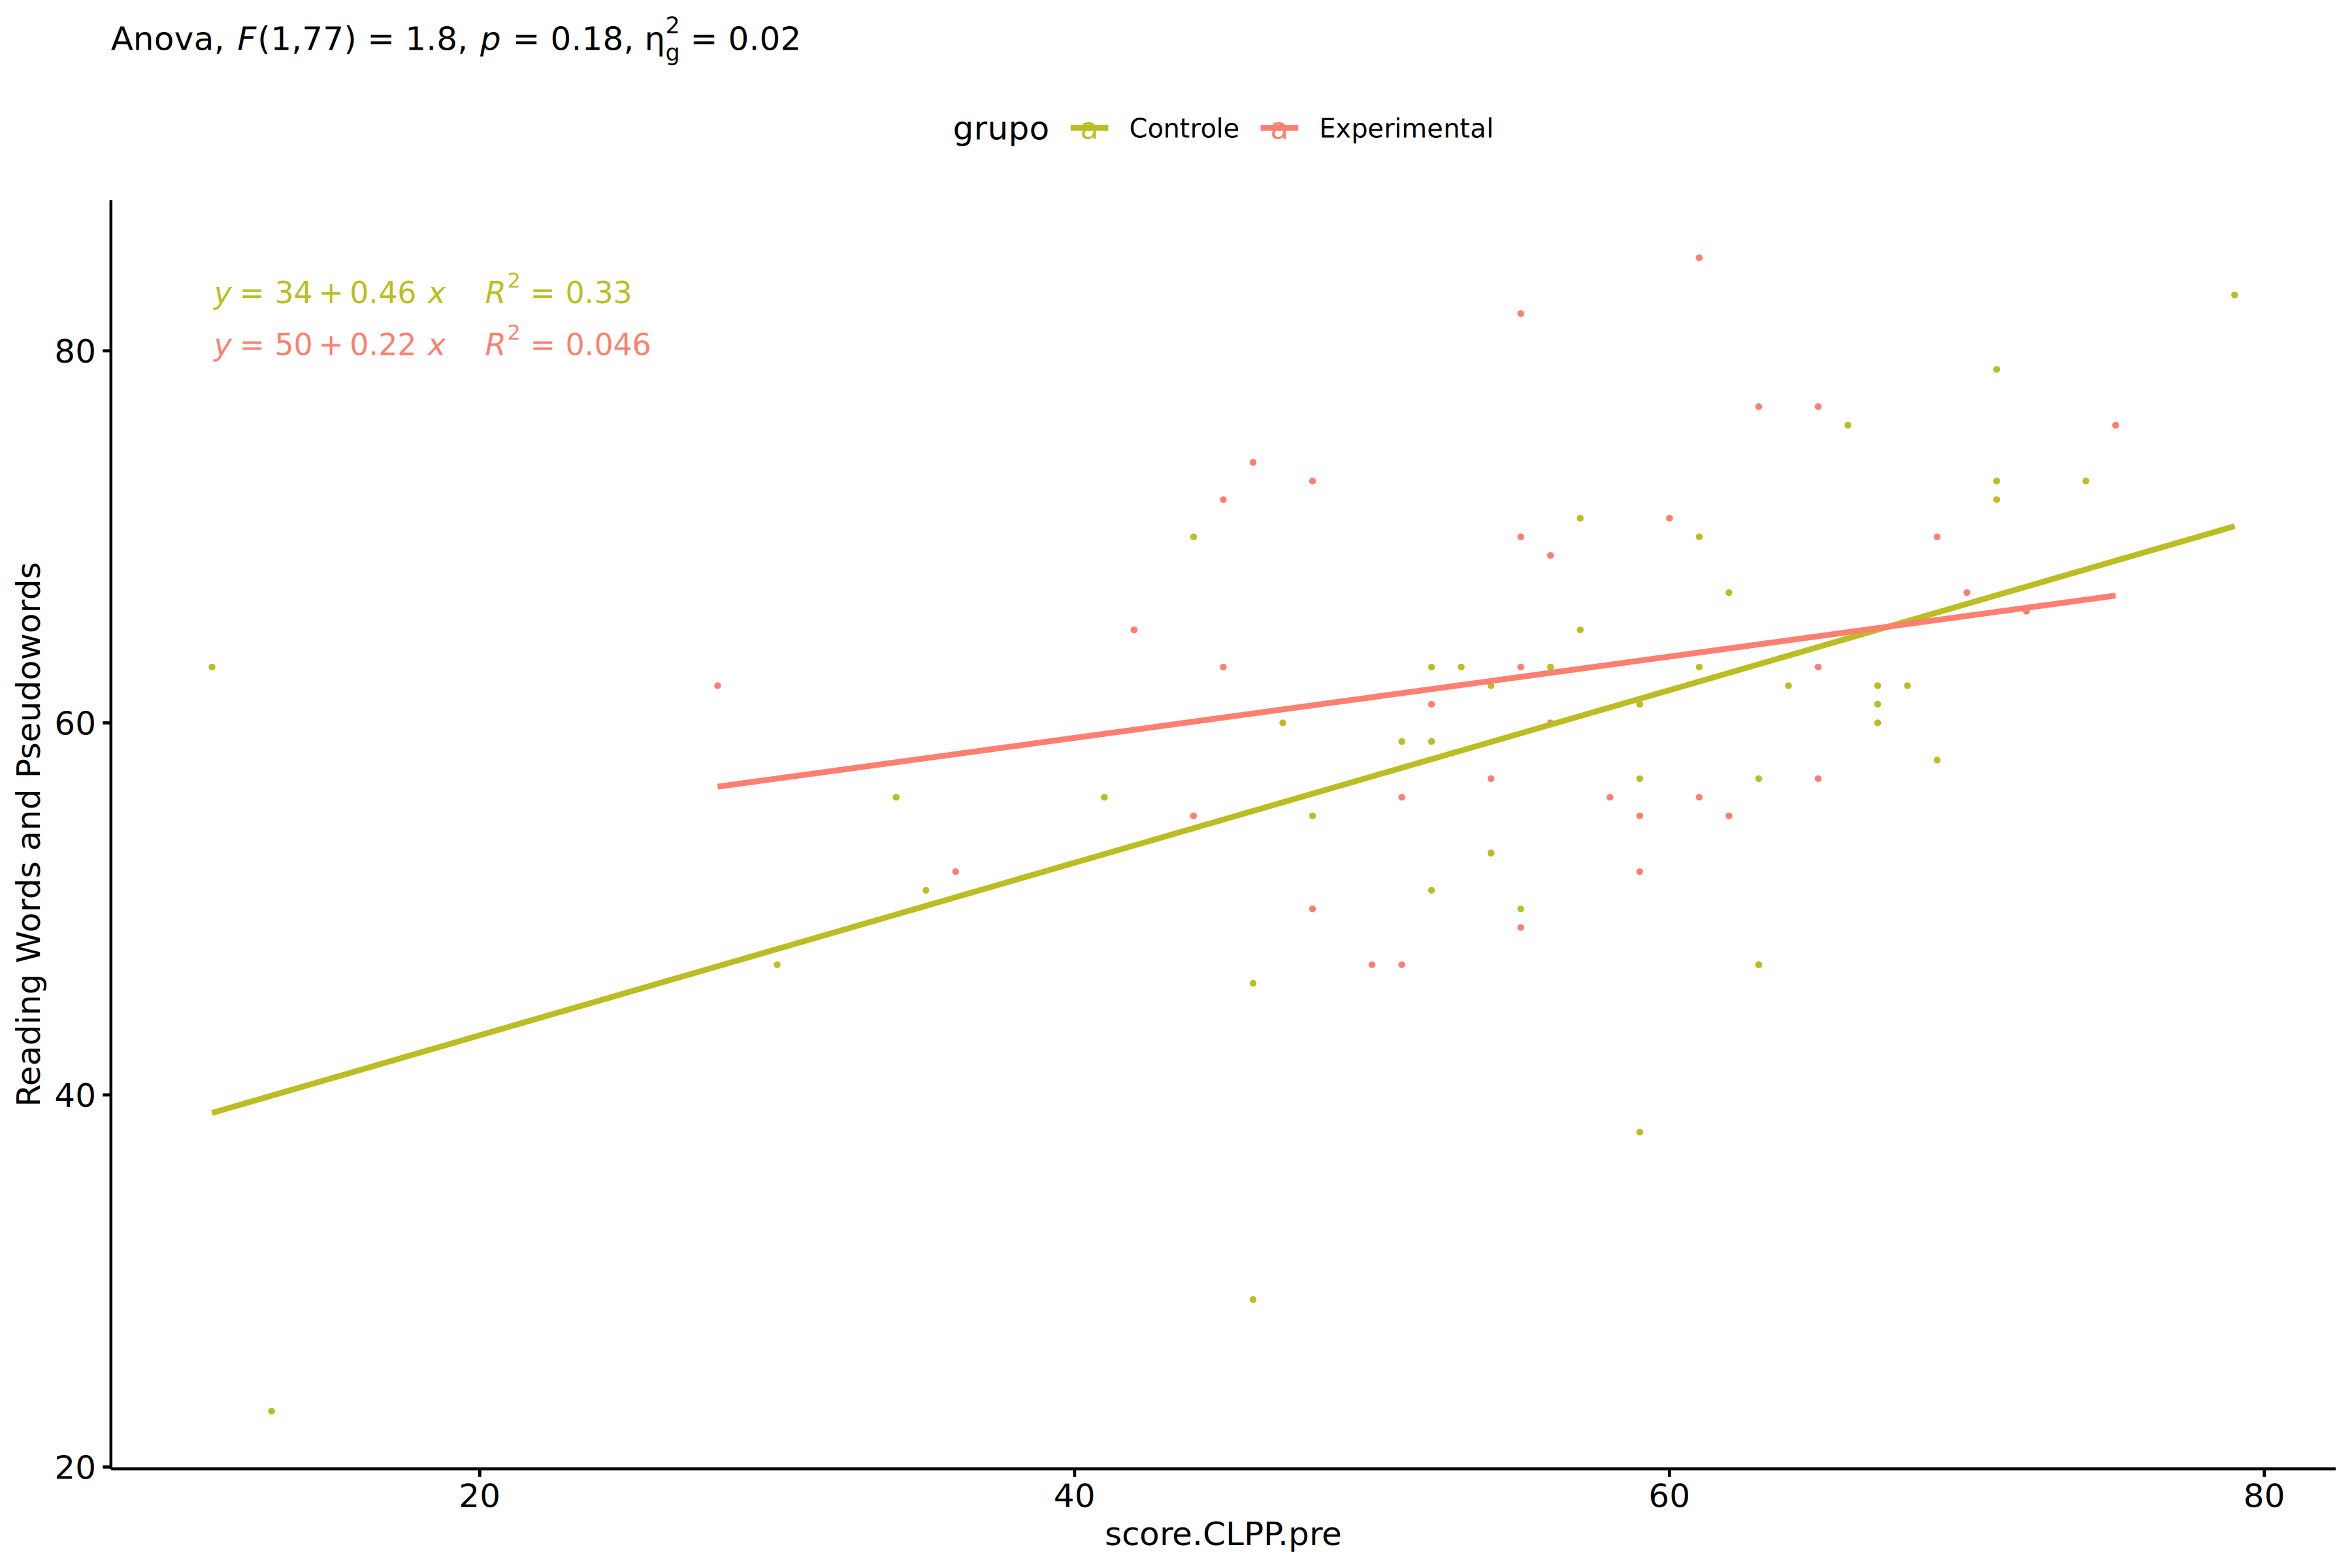 Anova, F(1,77) = 1.8, p = 0.18, η²g = 0.02
grupo a Controle a Experimental
y = 34 + 0.46 x R² = 0.33
y = 50 + 0.22 x R² = 0.046
80
60
40
20
Reading Words and Pseudowords
20 40 60 80
score.CLPP.pre